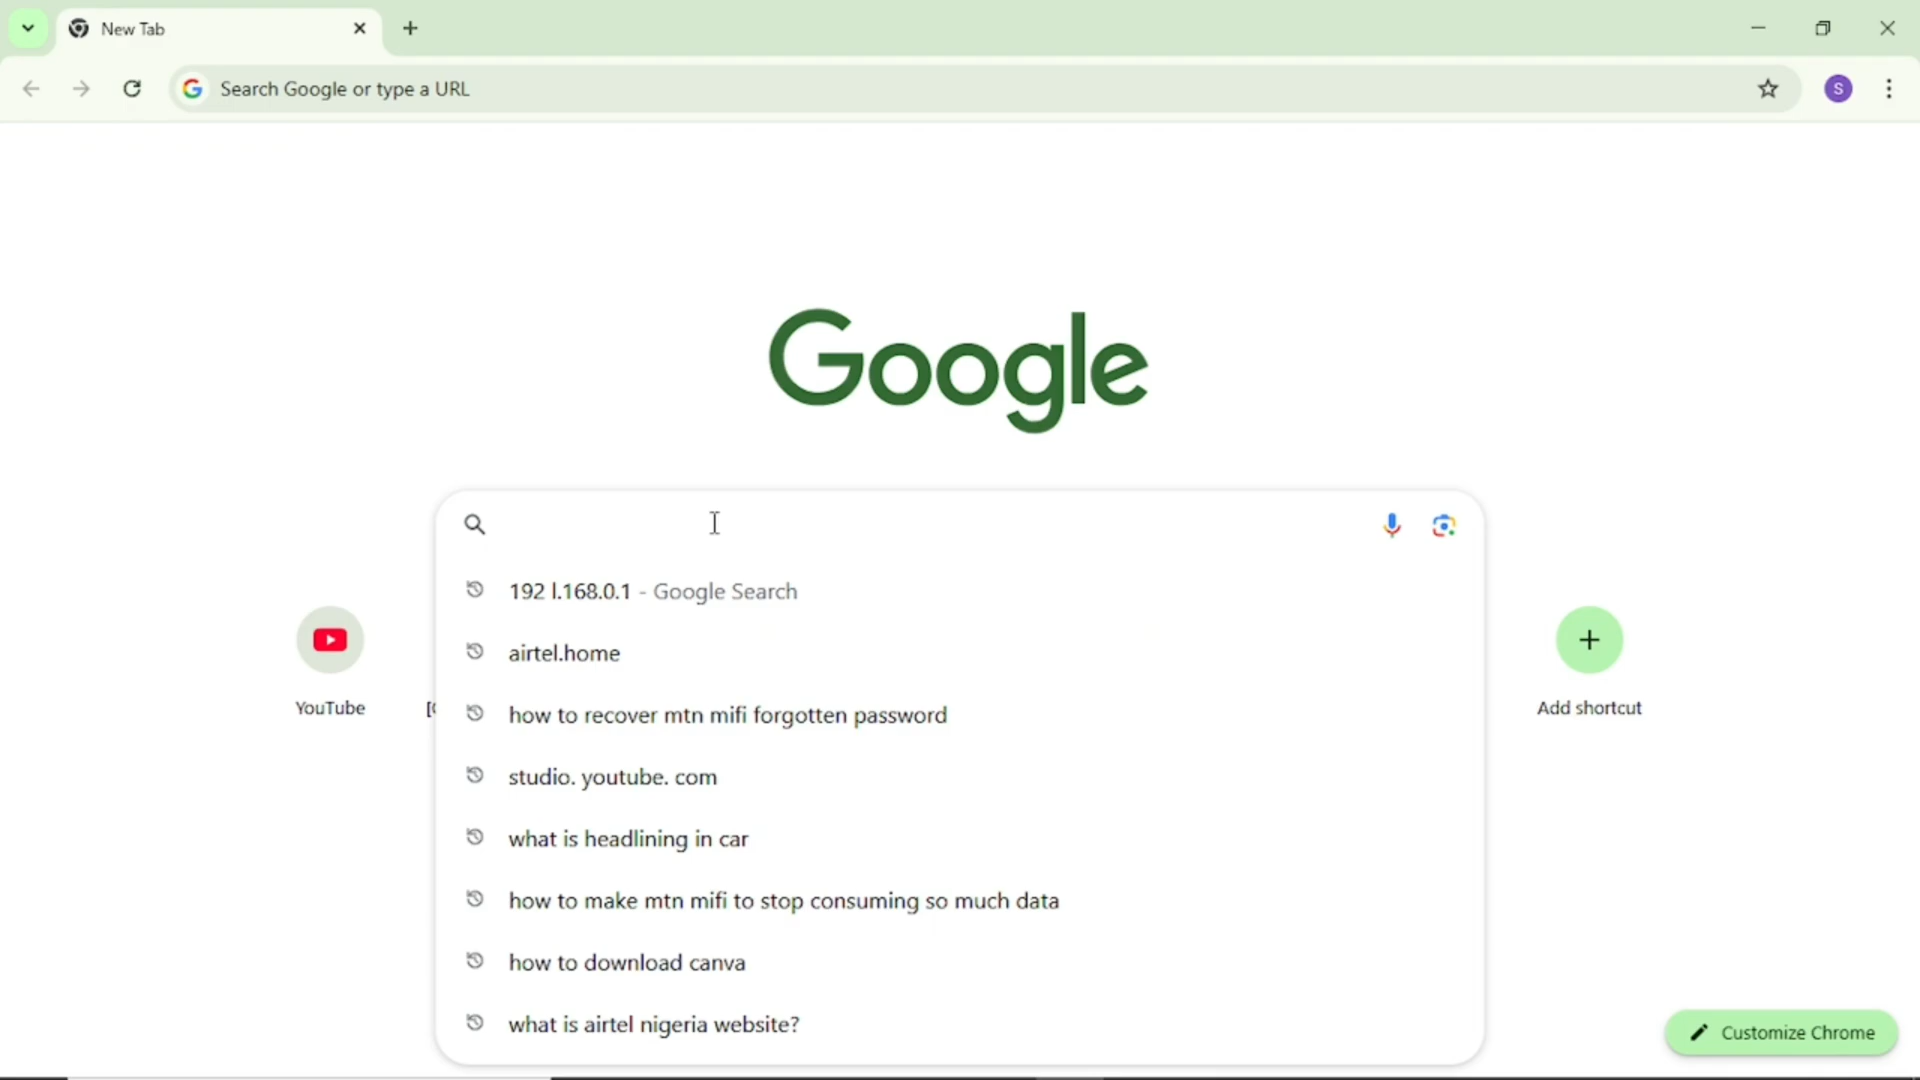 New Tab
Search Google or type a URL
S
Google
192 l.168.0.1 - Google Search
airtel.home
how to recover mtn mifi forgotten password
studio. youtube. com
what is headlining in car
how to make mtn mifi to stop consuming so much data
how to download canva
what is airtel nigeria website?
YouTube
Add shortcut
Customize Chrome